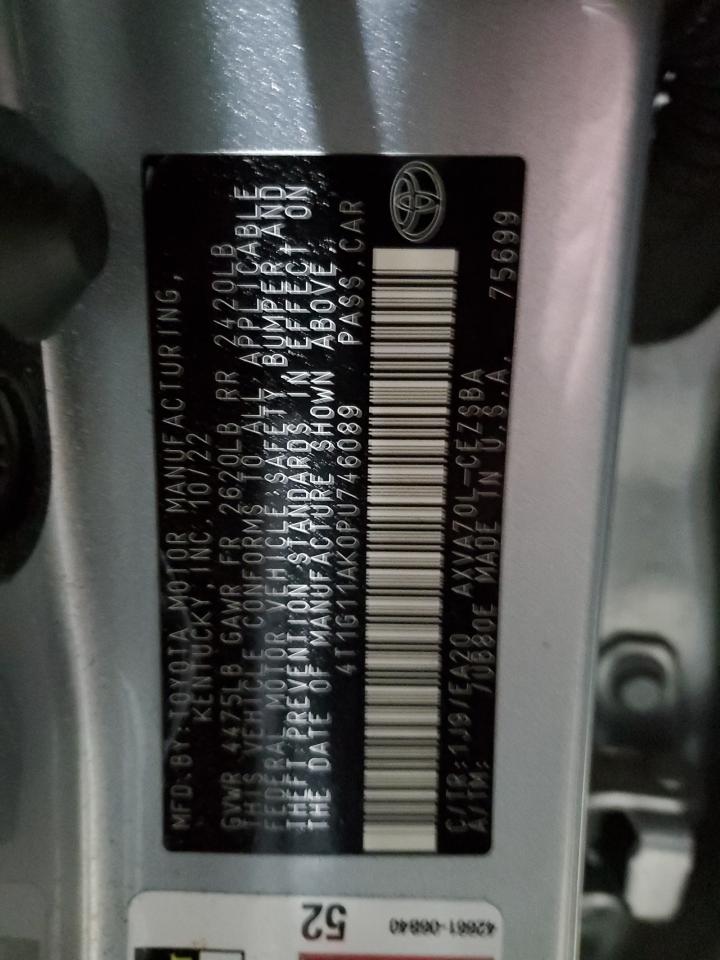 MFD.BY:TOYOTA MOTOR MANUFACTURING,
KENTUCKY INC.10/22
GVWR 4475LB GAWR FR 2620LB RR 2420LB
THIS VEHICLE CONFORMS TO ALL APPLICABLE
FEDERAL MOTOR VEHICLE SAFETY, BUMPER, AND
THEFT PREVENTION STANDARDS IN EFFECT ON
THE DATE OF MANUFACTURE SHOWN ABOVE.
4T1G11AK0PU746089 PASS.CAR
C/TR:1J9/EA20 AXVA70L-CEZSBA
A/TM: /UB80E MADE IN U.S.A. 75699
52
42661-06B40